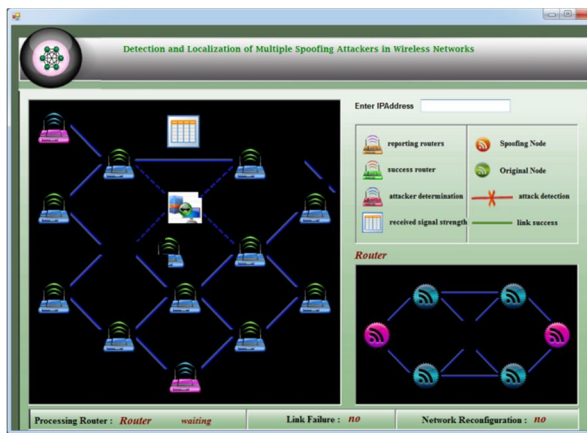 Detection and Localization of Multiple Spoofing Attackers in Wireless Networks
Enter IPAddress
reporting routers
Spoofing Node
success router
Original Node
attacker determination
attack detection
received signal strength
link success
Router
Processing Router : Router waiting
Link Failure : no
Network Reconfiguration : no